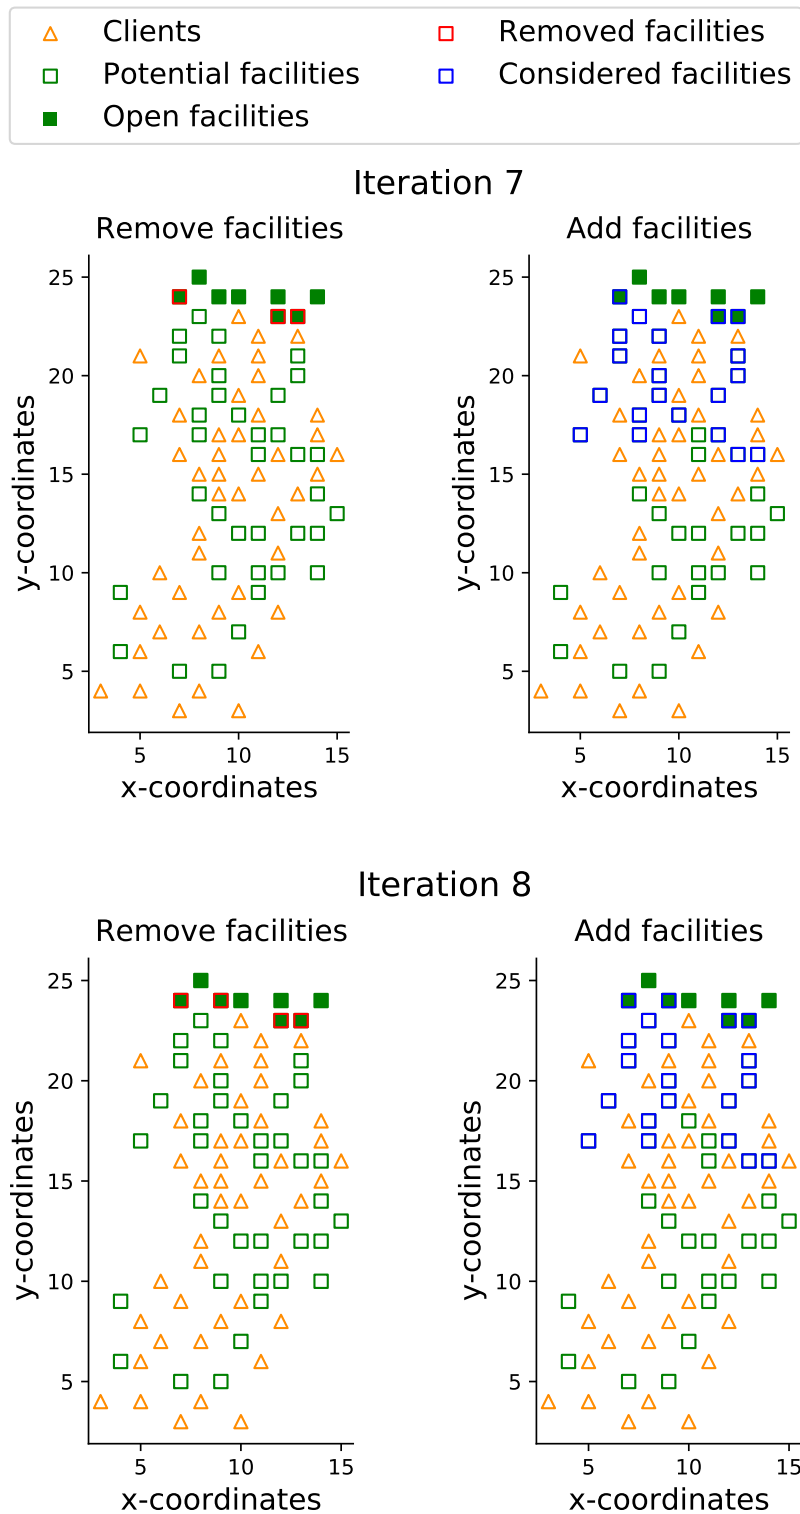 Clients
Removed facilities
Potential facilities
Considered facilities
Open facilities
Iteration 7
Remove facilities
Add facilities
25
20
15
10
5
y-coordinates
5 10 15
x-coordinates
25
20
15
10
5
y-coordinates
5 10 15
x-coordinates
Iteration 8
Remove facilities
Add facilities
25
20
15
10
5
y-coordinates
5 10 15
x-coordinates
25
20
15
10
5
y-coordinates
5 10 15
x-coordinates